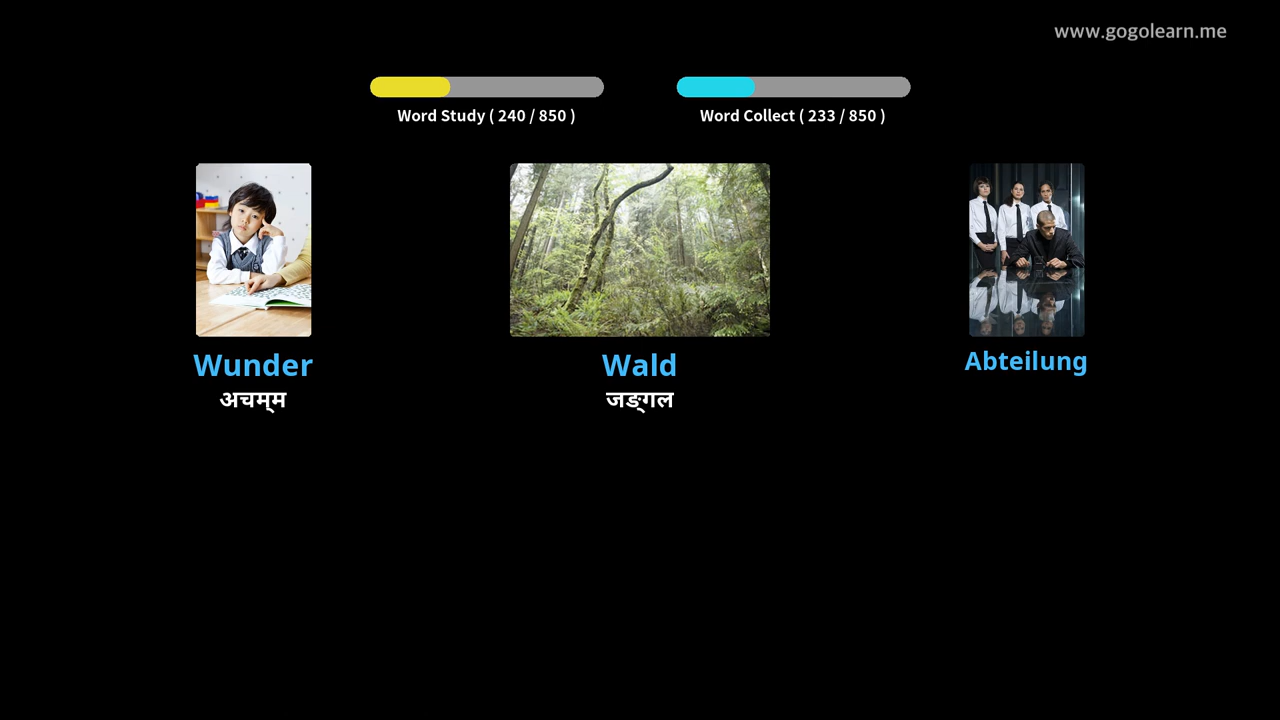 www.gogolearn.me
Word Study ( 240 / 850 )
Word Collect ( 233 / 850 )
Wunder
अचम्म
Wald
जङ्गल
Abteilung